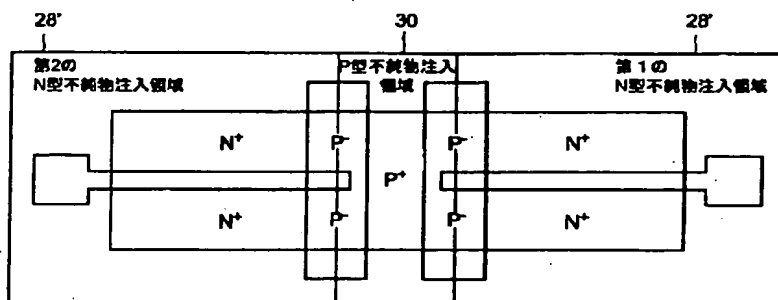 28' 30 28'
第2の P型不純物注入 第1の
N型不純物注入領域 領域 N型不純物注入領域
N⁺ P⁻ P⁻ N⁺
P⁺
N⁺ P⁻ P⁻ N⁺